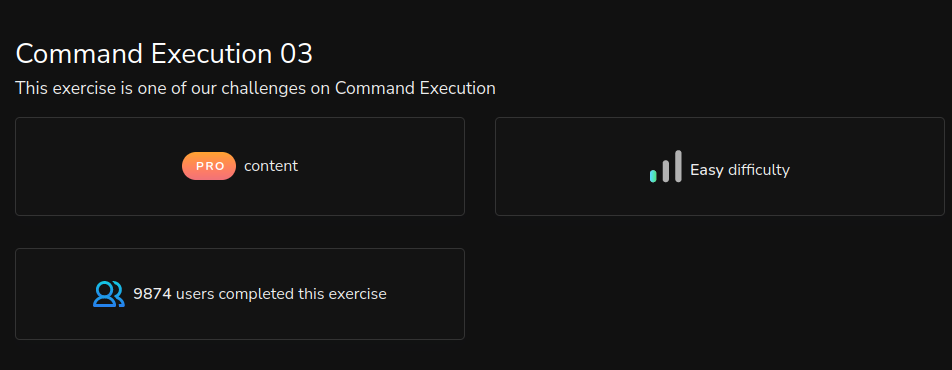 Command Execution 03
This exercise is one of our challenges on Command Execution
PRO content
Easy difficulty
9874 users completed this exercise